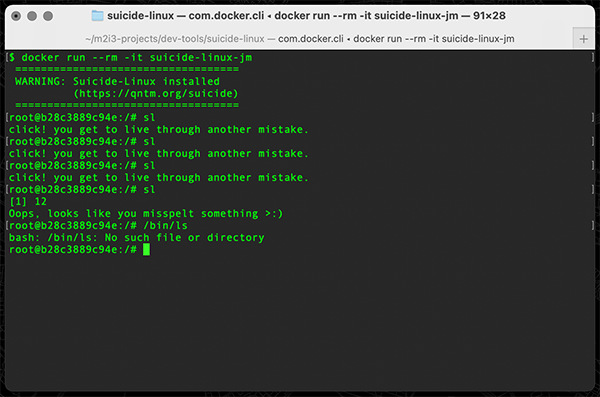 suicide-linux — com.docker.cli • docker run --rm -it suicide-linux-jm — 91×28
~/m2i3-projects/dev-tools/suicide-linux — com.docker.cli • docker run --rm -it suicide-linux-jm +
[$ docker run --rm -it suicide-linux-jm ]
===================================
WARNING: Suicide-Linux installed
(https://qntm.org/suicide)
===================================
[root@b28c3889c94e:/# sl ]
click! you get to live through another mistake.
[root@b28c3889c94e:/# sl ]
click! you get to live through another mistake.
[root@b28c3889c94e:/# sl ]
click! you get to live through another mistake.
[root@b28c3889c94e:/# sl ]
[1] 12
Oops, looks like you misspelt something >:)
[root@b28c3889c94e:/# /bin/ls ]
bash: /bin/ls: No such file or directory
root@b28c3889c94e:/#